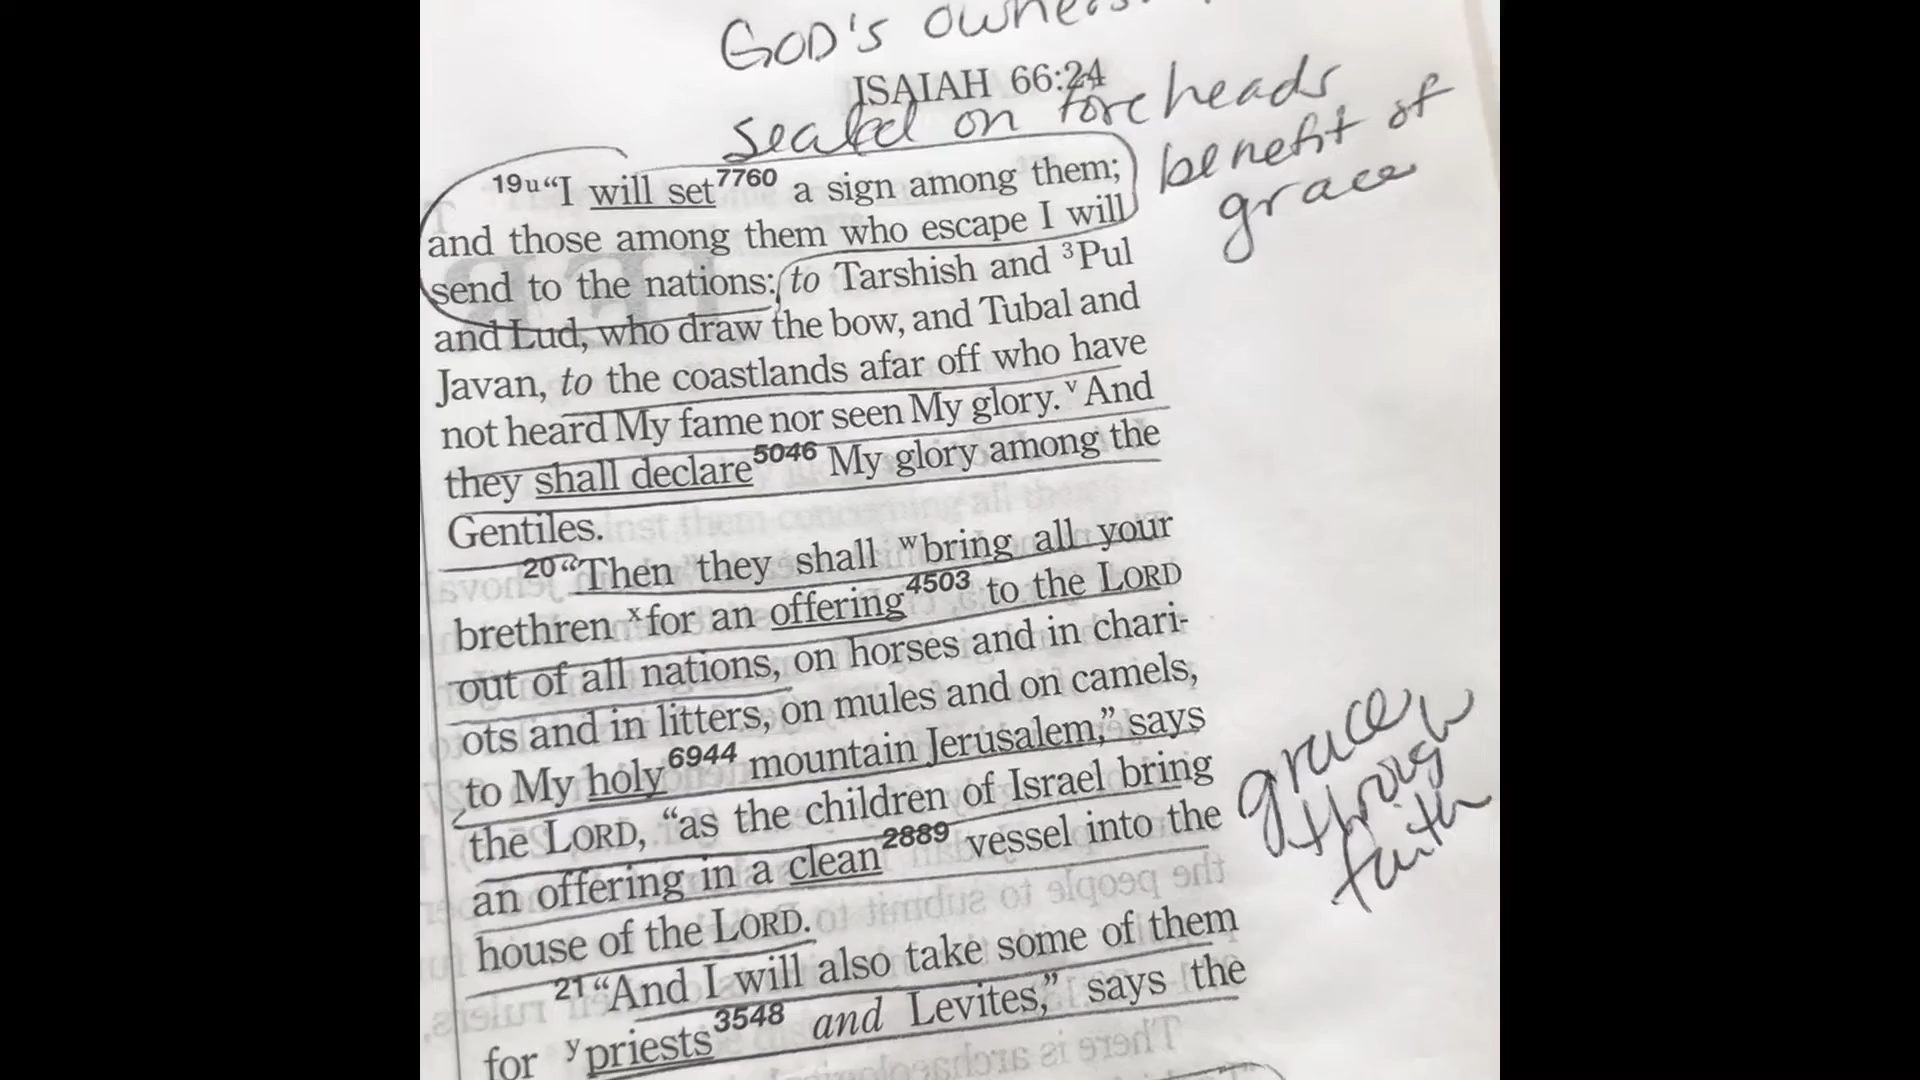 GOD'S
ISAIAH 66:24
sealed on foreheads
benefit of
grace
19u“I will set7760 a sign among them;
and those among them who escape I will
send to the nations: to Tarshish and 3Pul
and Lud, who draw the bow, and Tubal and
Javan, to the coastlands afar off who have
not heard My fame nor seen My glory. vAnd
they shall declare5046 My glory among the
Gentiles.
20“Then they shall wbring all your
brethren xfor an offering4503 to the LORD
out of all nations, on horses and in chari-
ots and in litters, on mules and on camels,
to My holy6944 mountain Jerusalem,” says
the LORD, “as the children of Israel bring
an offering in a clean2889 vessel into the
house of the LORD.
grace
through
faith
21“And I will also take some of them
for ypriests3548 and Levites,” says the